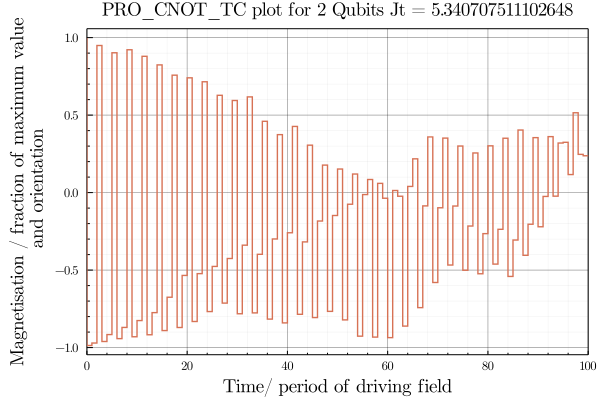 PRO_CNOT_TC plot for 2 Qubits Jt = 5.340707511102648
Magnetisation / fraction of maximum value
and orientation
1.0
0.5
0.0
−0.5
−1.0
0 20 40 60 80 100
Time/ period of driving field